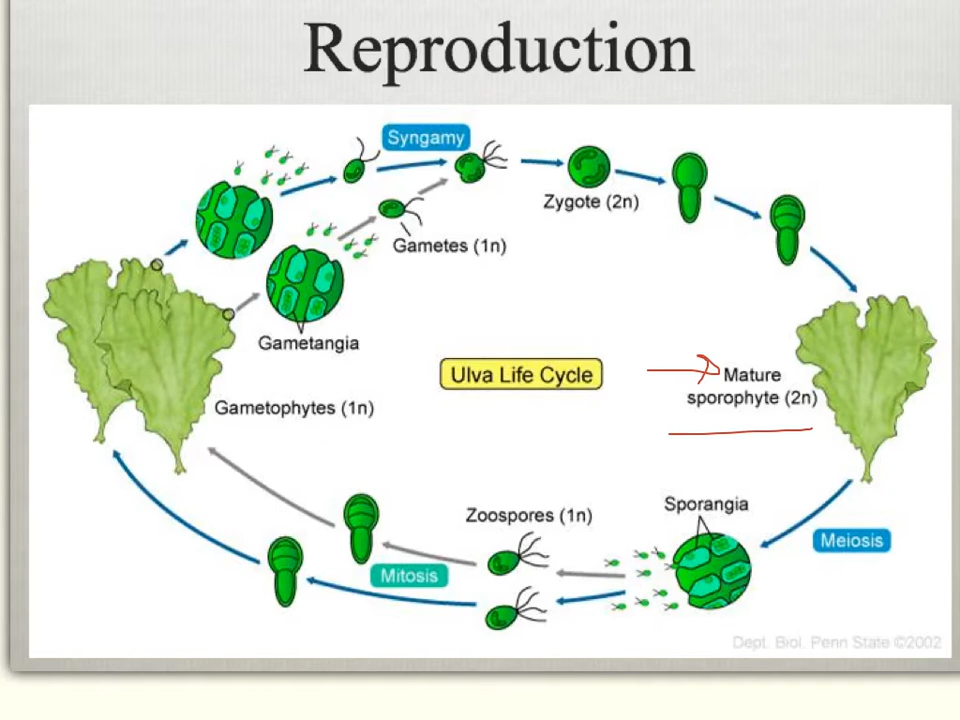 Reproduction
Syngamy
Zygote (2n)
Gametes (1n)
Gametangia
Ulva Life Cycle
Mature
sporophyte (2n)
Gametophytes (1n)
Sporangia
Zoospores (1n)
Meiosis
Mitosis
Dept. Biol. Penn State ©2002